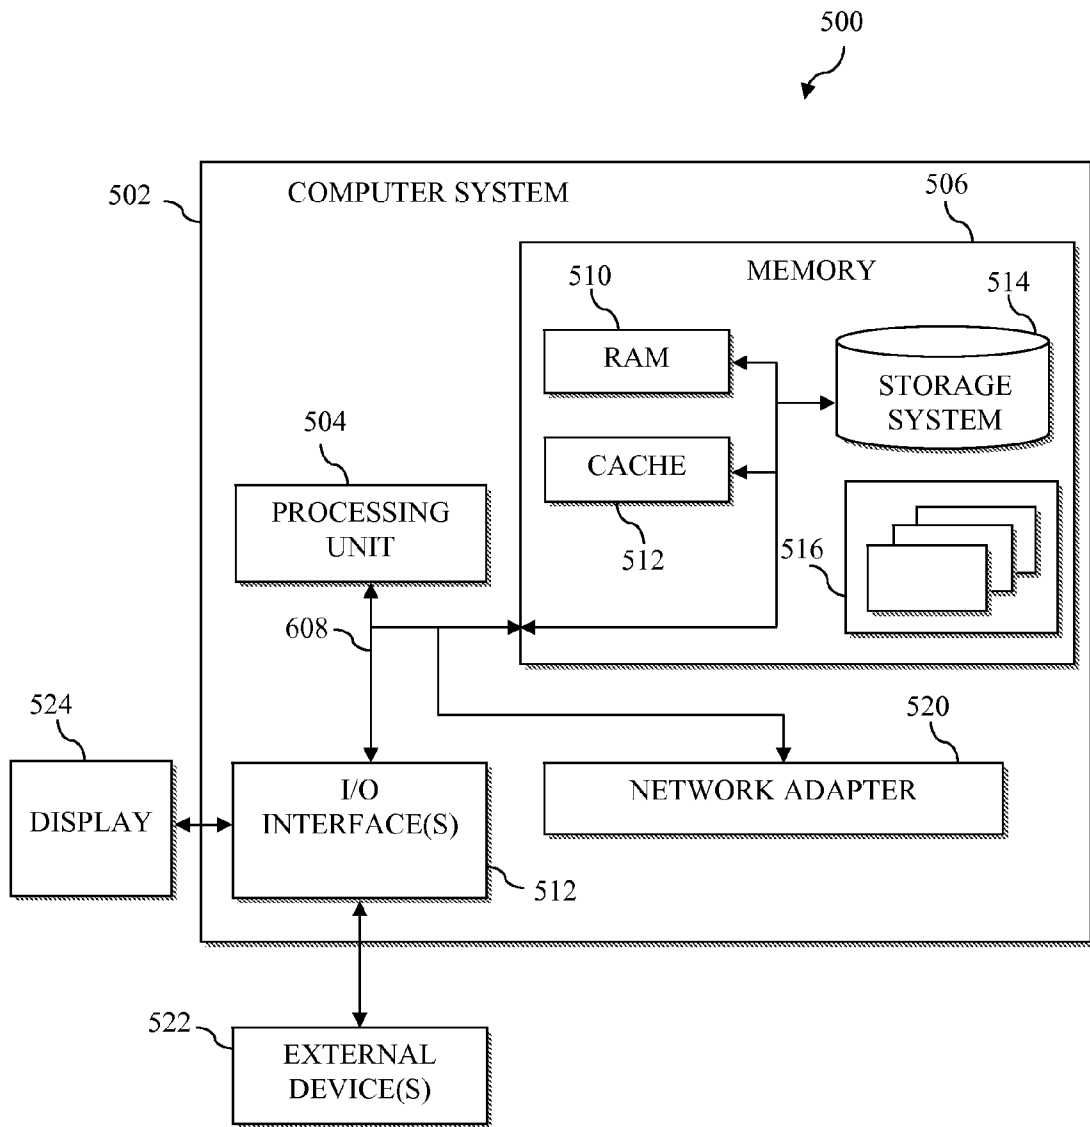 500
502
COMPUTER SYSTEM
506
MEMORY
510
514
RAM
STORAGE
SYSTEM
504
CACHE
PROCESSING
UNIT
512
516
608
524
520
I/O
INTERFACE(S)
NETWORK ADAPTER
DISPLAY
512
522
EXTERNAL
DEVICE(S)